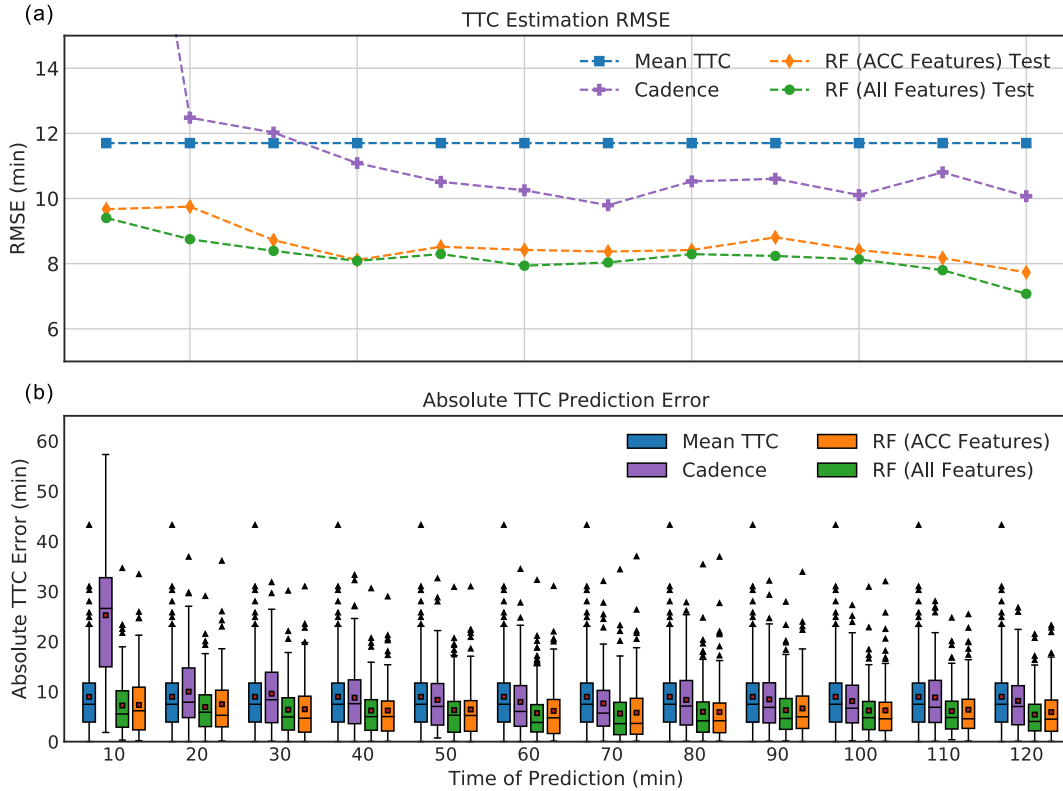 (a)
TTC Estimation RMSE
Mean TTC
Cadence
RF (ACC Features) Test
RF (All Features) Test
RMSE (min)
14
12
10
8
6
(b)
Absolute TTC Prediction Error
Mean TTC
Cadence
RF (ACC Features)
RF (All Features)
Absolute TTC Error (min)
60
50
40
30
20
10
0
10 20 30 40 50 60 70 80 90 100 110 120
Time of Prediction (min)